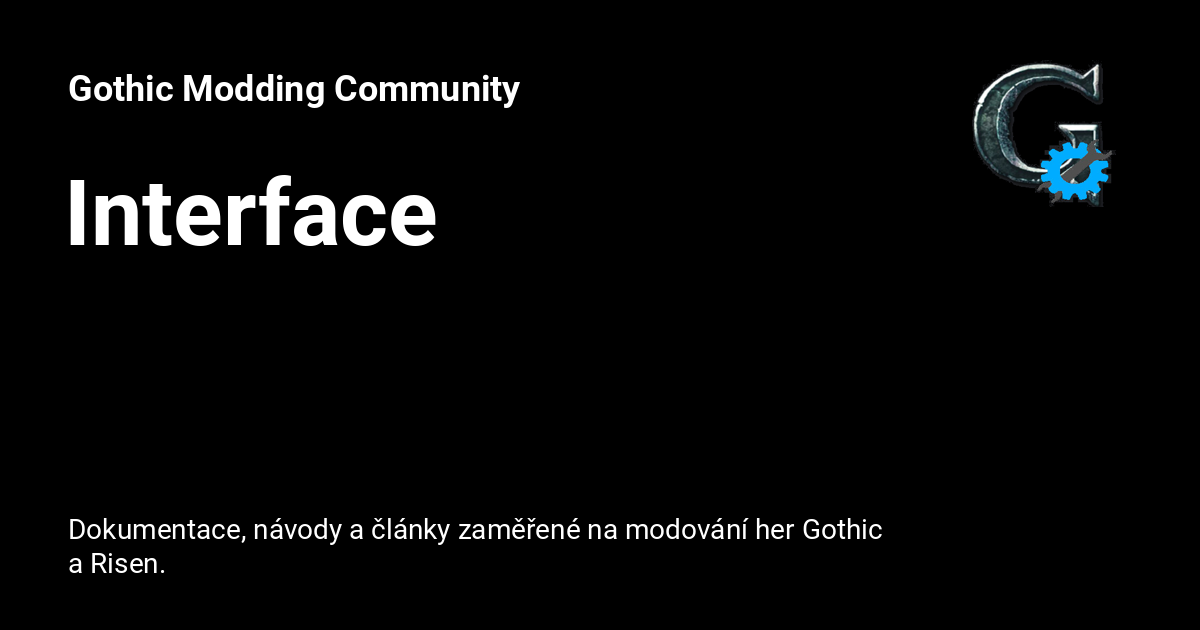 Gothic Modding Community
Interface
Dokumentace, návody a články zaměřené na modování her Gothic
a Risen.